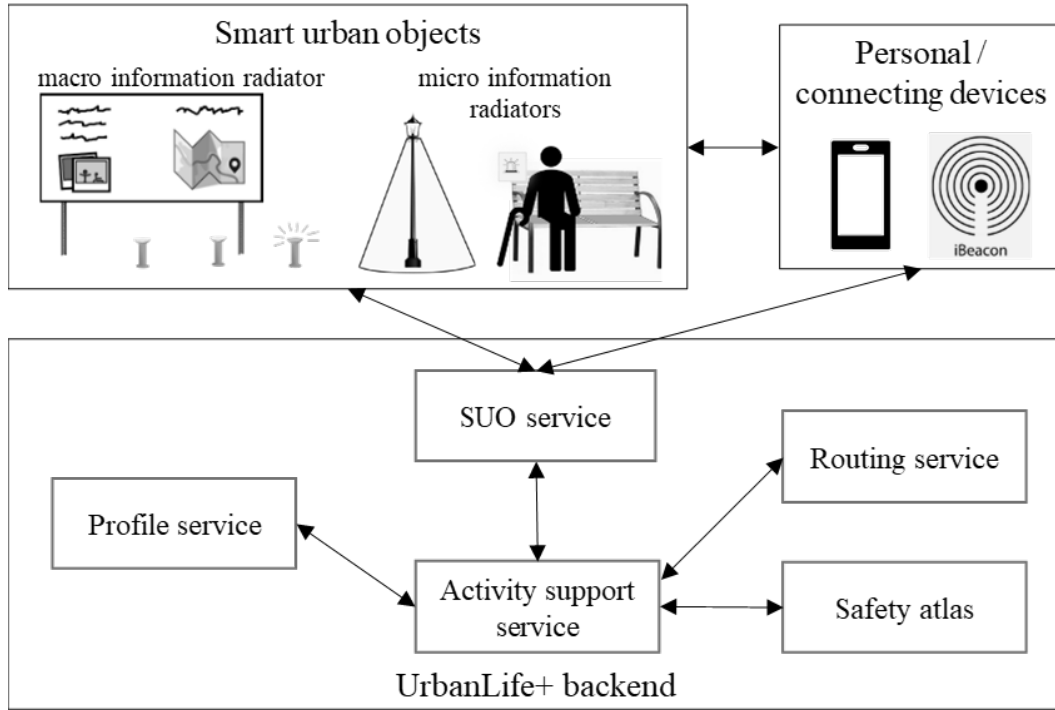 Smart urban objects
macro information radiator
micro information
radiators
Personal /
connecting devices
iBeacon
SUO service
Routing service
Profile service
Activity support
service
Safety atlas
UrbanLife+ backend